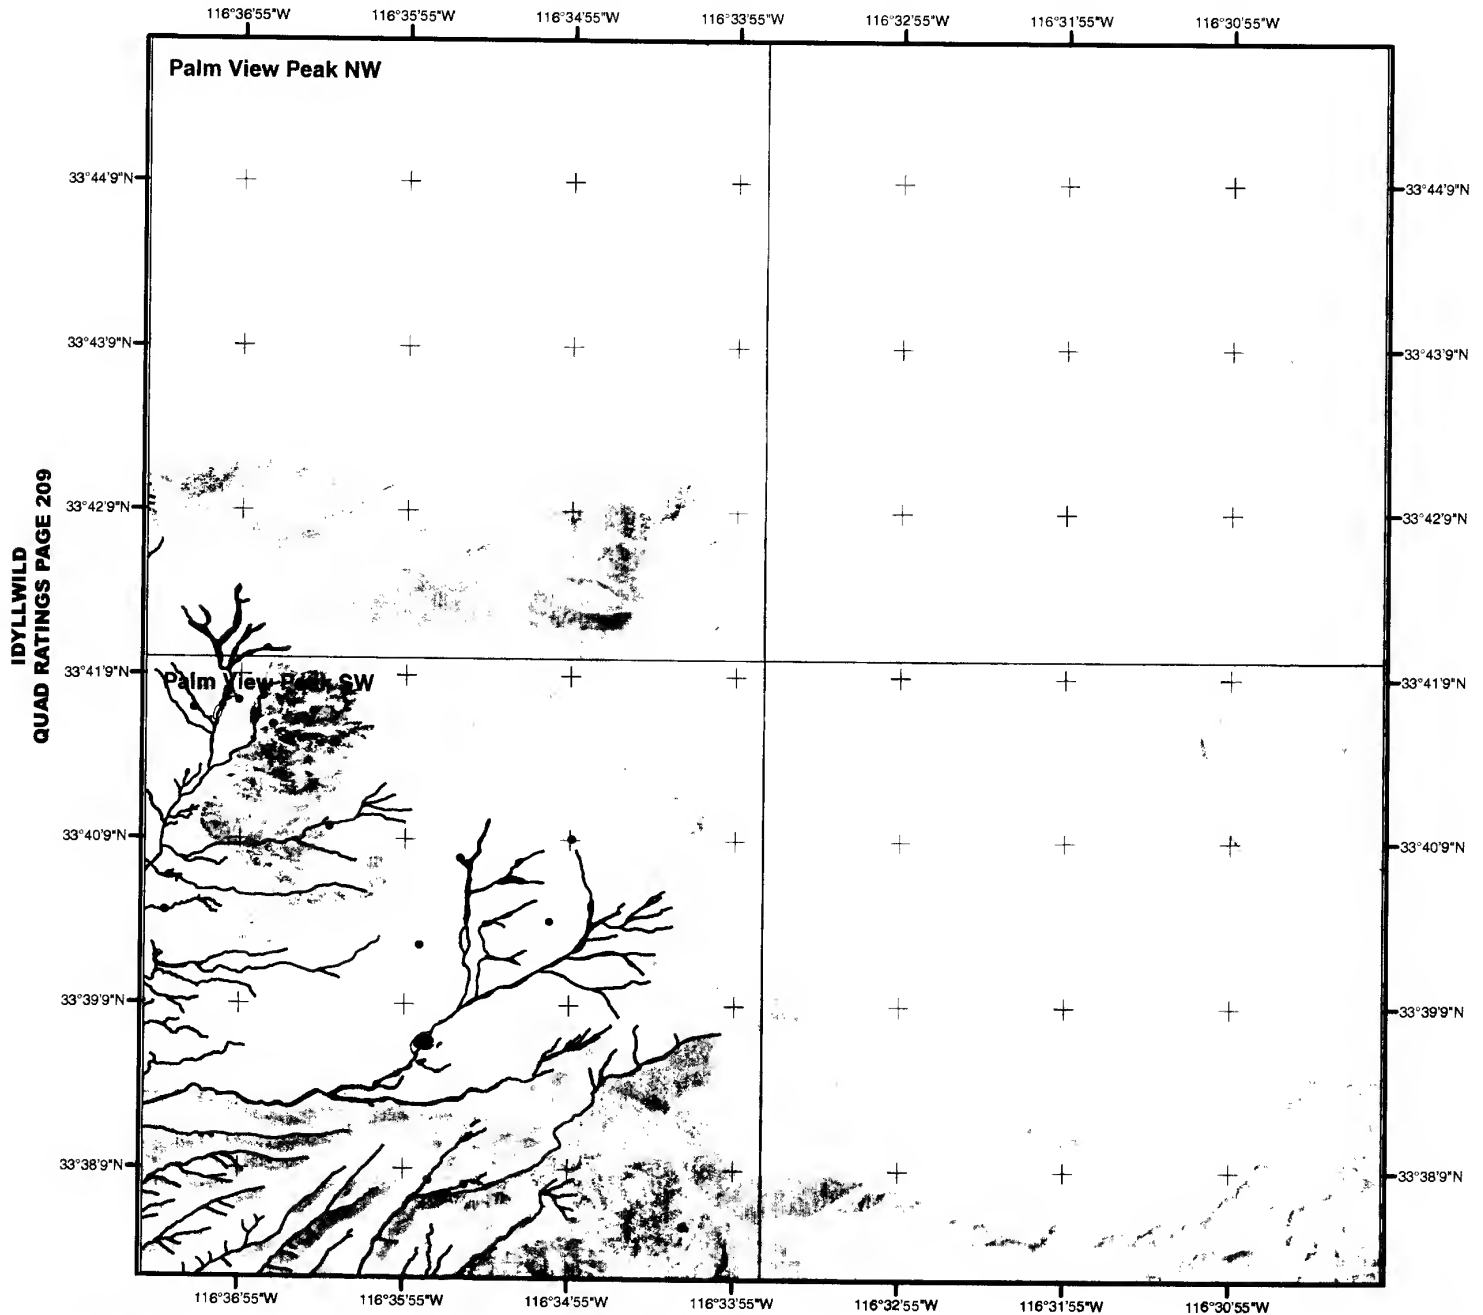 116°36'55"W 116°35'55"W 116°34'55"W 116°33'55"W 116°32'55"W 116°31'55"W 116°30'55"W
Palm View Peak NW
33°44'9"N 33°44'9"N
33°43'9"N 33°43'9"N
33°42'9"N 33°42'9"N
IDYLLWILD
QUAD RATINGS PAGE 209
33°41'9"N 33°41'9"N
Palm View Peak SW
33°40'9"N 33°40'9"N
33°39'9"N 33°39'9"N
33°38'9"N 33°38'9"N
116°36'55"W 116°35'55"W 116°34'55"W 116°33'55"W 116°32'55"W 116°31'55"W 116°30'55"W